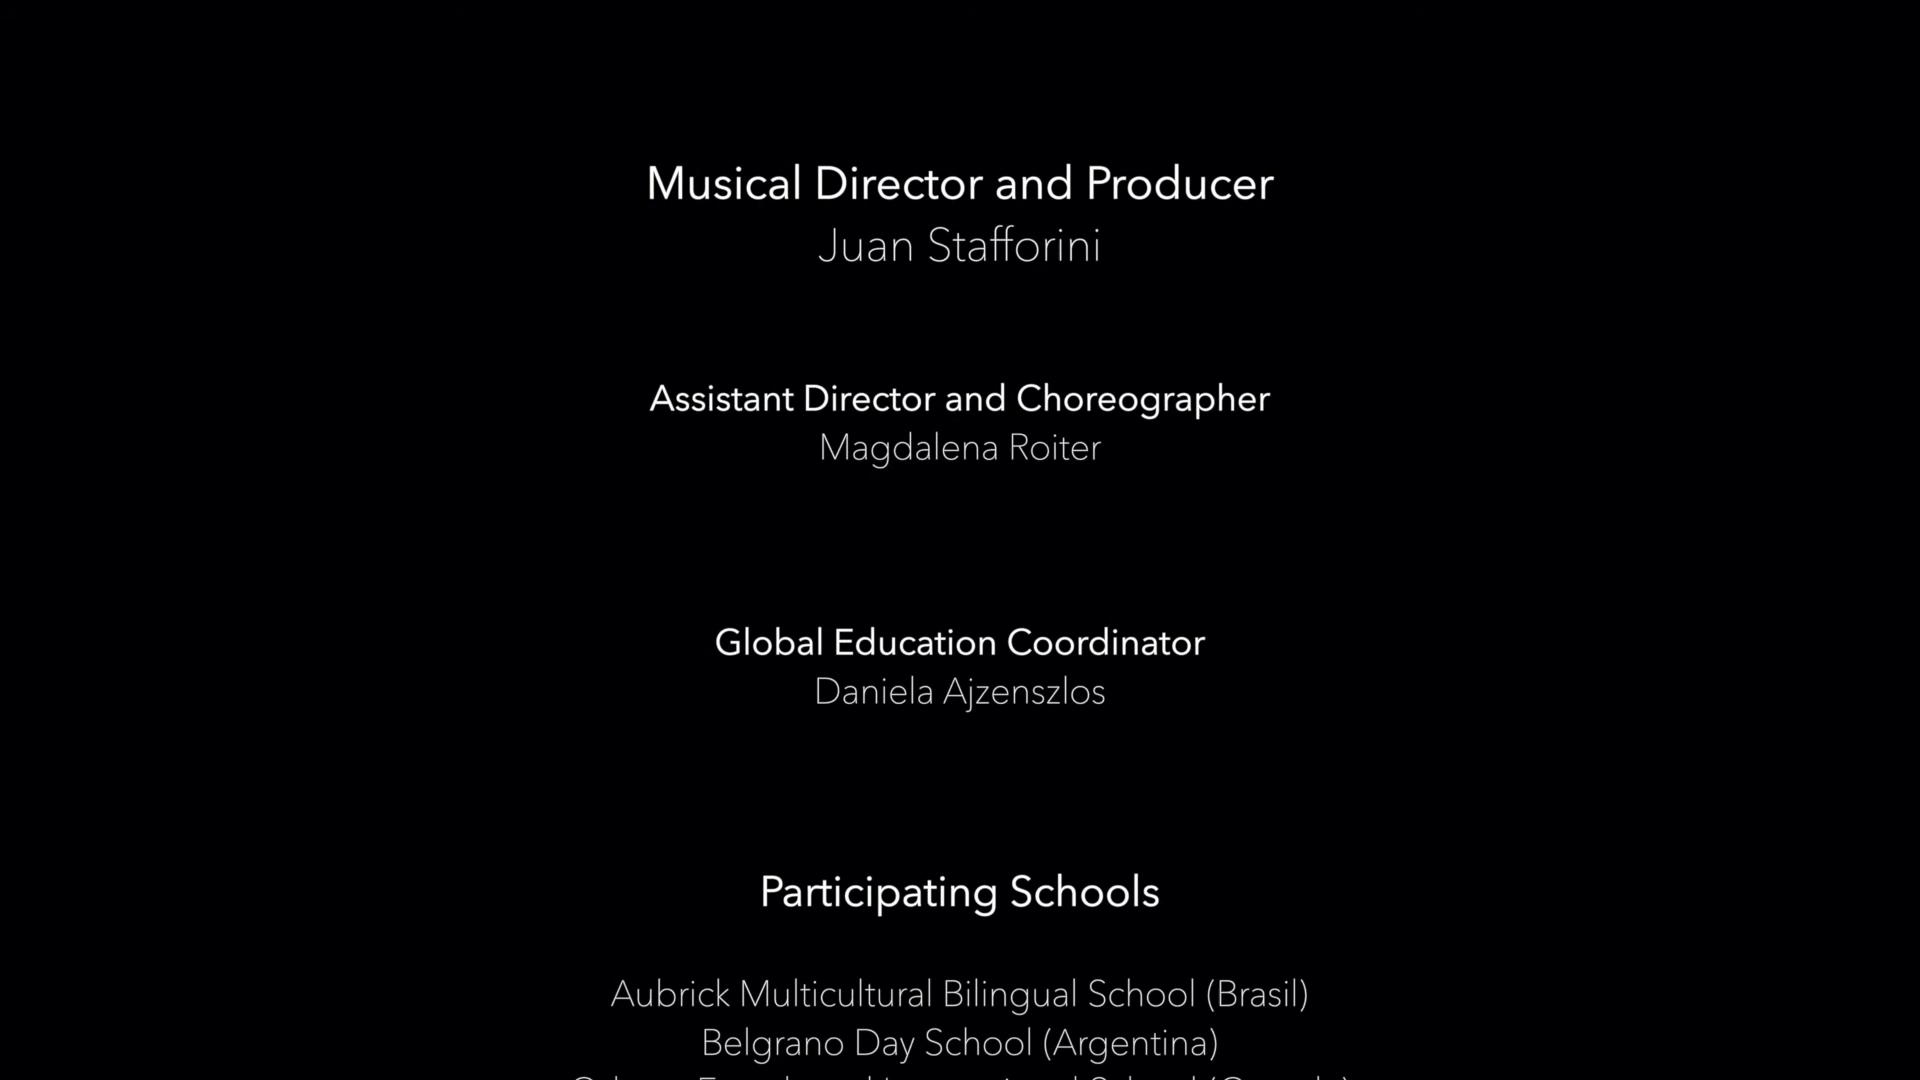 Musical Director and Producer
Juan Stafforini
Assistant Director and Choreographer
Magdalena Roiter
Global Education Coordinator
Daniela Ajzenszlos
Participating Schools
Aubrick Multicultural Bilingual School (Brasil)
Belgrano Day School (Argentina)